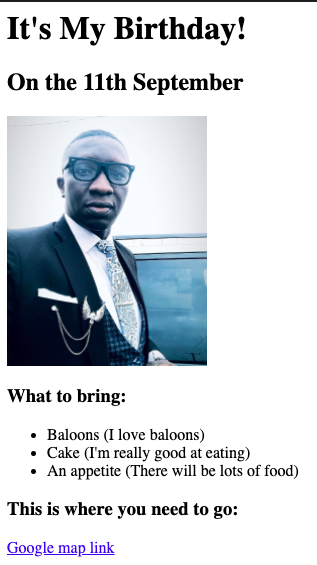 It's My Birthday!
On the 11th September
What to bring:
Baloons (I love baloons)
Cake (I'm really good at eating)
An appetite (There will be lots of food)
This is where you need to go:
Google map link